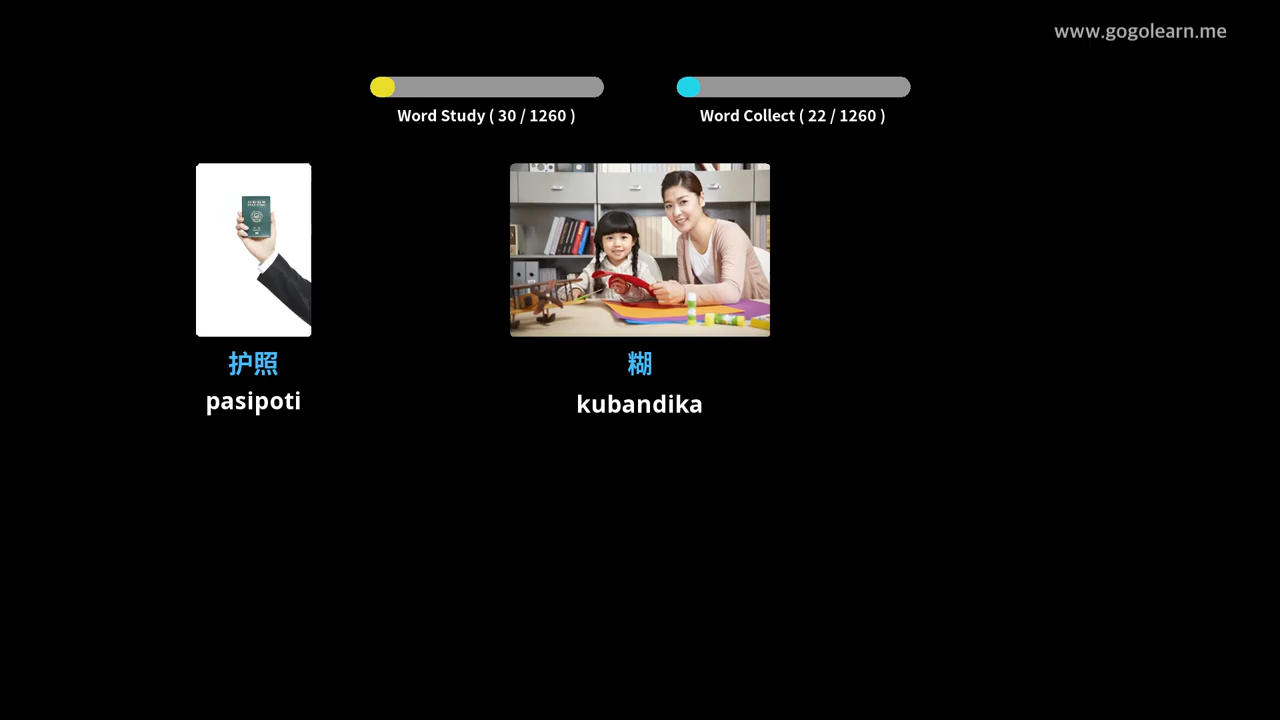 www.gogolearn.me
Word Study ( 30 / 1260 )
Word Collect ( 22 / 1260 )
护照
pasipoti
糊
kubandika